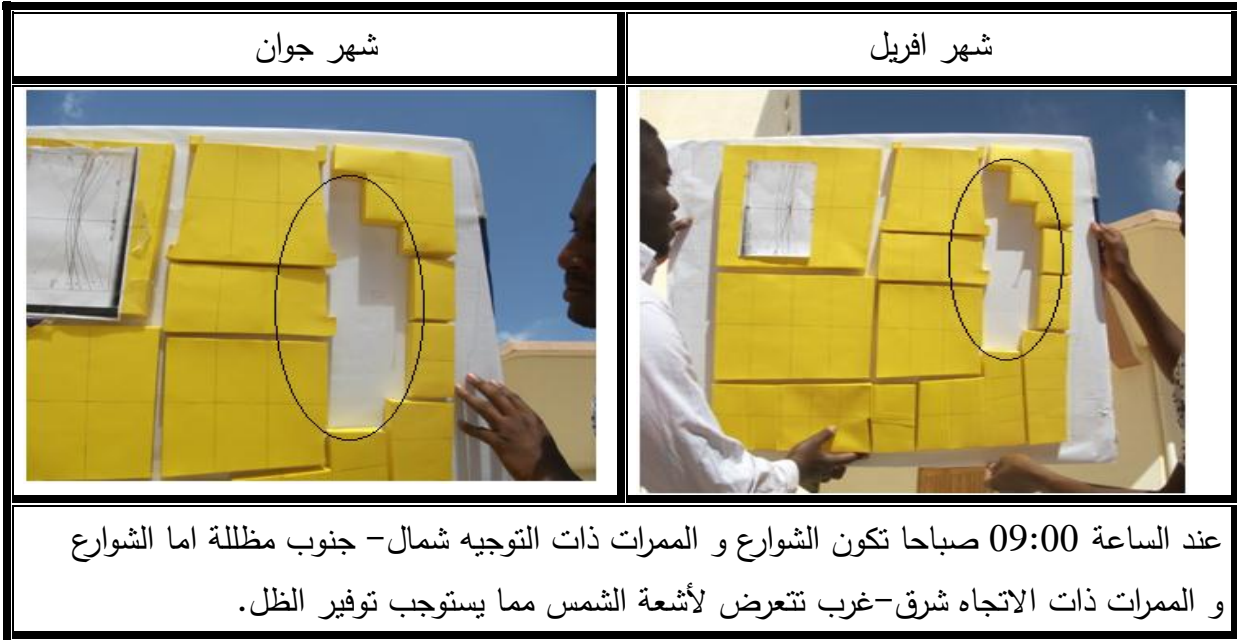 شهر افريل
شهر جوان
عند الساعة 09:00 صباحا تكون الشوارع و الممرات ذات التوجيه شمال- جنوب مظللة اما الشوارع
و الممرات ذات الاتجاه شرق-غرب تتعرض لأشعة الشمس مما يستوجب توفير الظل.